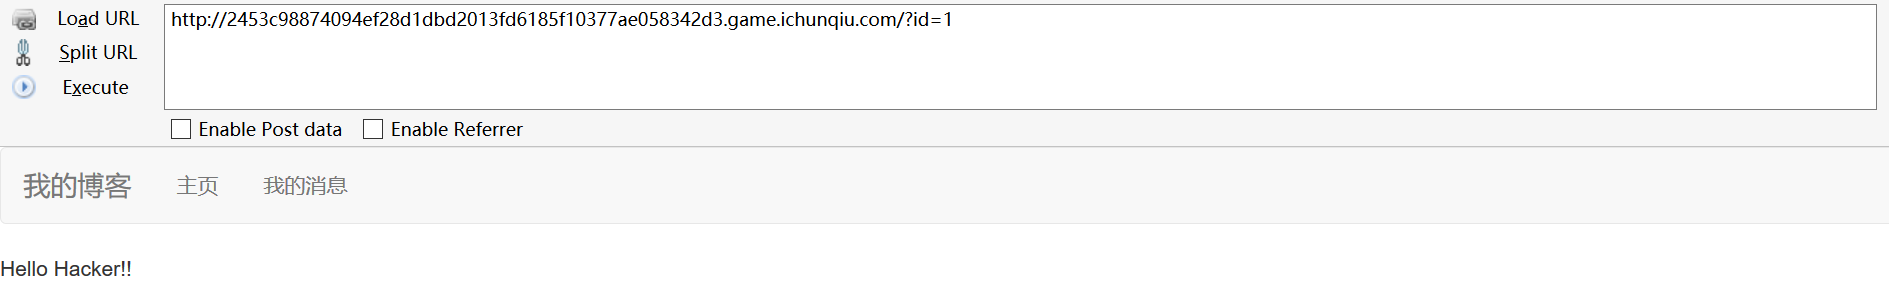 Load URL
http://2453c98874094ef28d1dbd2013fd6185f10377ae058342d3.game.ichunqiu.com/?id=1
Split URL
Execute
Enable Post data Enable Referrer
我的博客 主页 我的消息
Hello Hacker!!